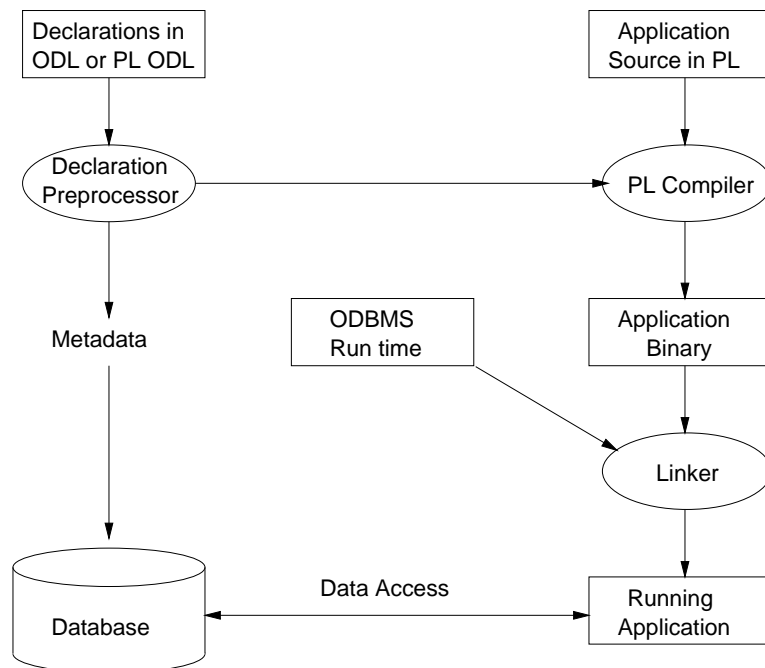 Declarations in
ODL or PL ODL
Application
Source in PL
Declaration
Preprocessor
PL Compiler
Metadata
ODBMS
Run time
Application
Binary
Linker
Data Access
Database
Running
Application